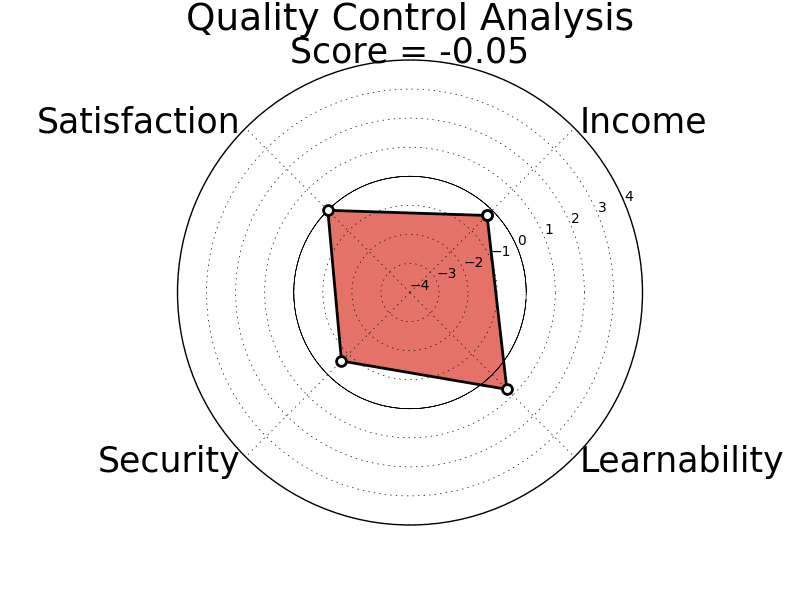 Quality Control Analysis
Score = -0.05
Satisfaction
Income
4
3
2
1
0
−1
−2
−3
−4
Security
Learnability